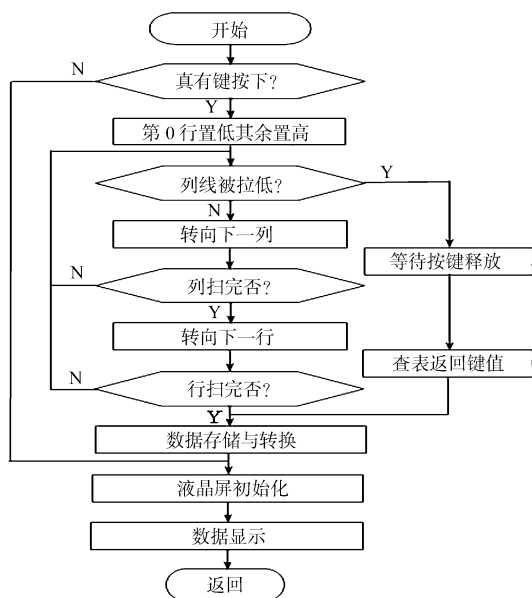 开始
N
真有键按下?
Y
第0行置低其余置高
列线被拉低?
Y
N
转向下一列
等待按键释放
N
列扫完否?
Y
转向下一行
查表返回键值
N
行扫完否?
Y
数据存储与转换
液晶屏初始化
数据显示
返回